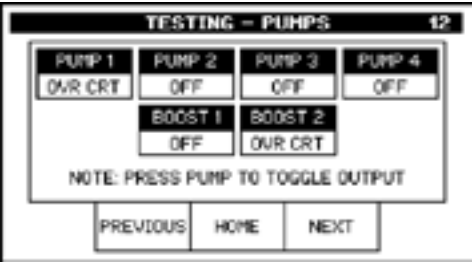 TESTING - PUMPS 12
PUMP 1 PUMP 2 PUMP 3 PUMP 4
OVR CRT OFF OFF OFF
BOOST 1 BOOST 2
OFF OVR CRT
NOTE: PRESS PUMP TO TOGGLE OUTPUT
PREVIOUS HOME NEXT